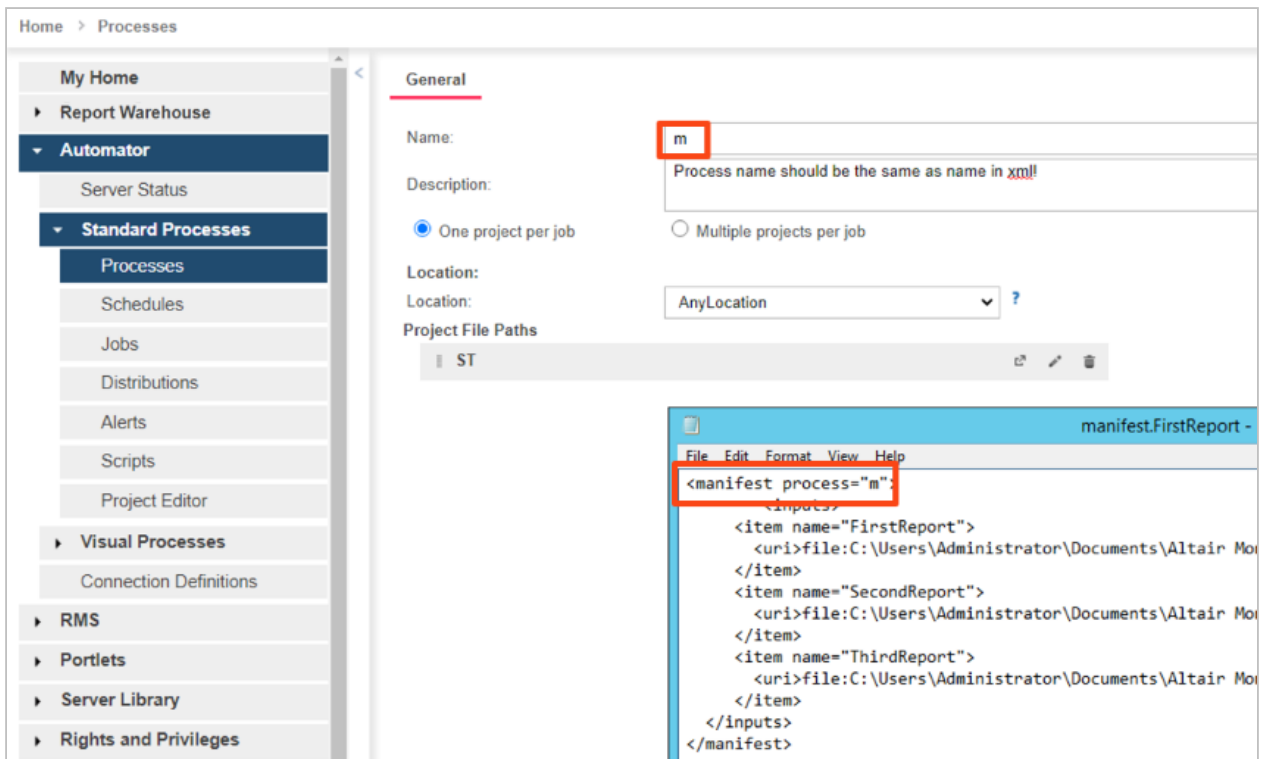 Home > Processes
My Home
Report Warehouse
Automator
Server Status
Standard Processes
Processes
Schedules
Jobs
Distributions
Alerts
Scripts
Project Editor
Visual Processes
Connection Definitions
RMS
Portlets
Server Library
Rights and Privileges
<
General
Name:
m
Description:
Process name should be the same as name in xml!
One project per job
Multiple projects per job
Location:
Location:
AnyLocation
?
Project File Paths
ST
manifest.FirstReport -
File Edit Format View Help
<manifest process="m">
<inputs>
<item name="FirstReport">
<uri>file:C:\Users\Administrator\Documents\Altair
</item>
<item name="SecondReport">
<uri>file:C:\Users\Administrator\Documents\Altair
</item>
<item name="ThirdReport">
<uri>file:C:\Users\Administrator\Documents\Altair
</item>
</inputs>
</manifest>